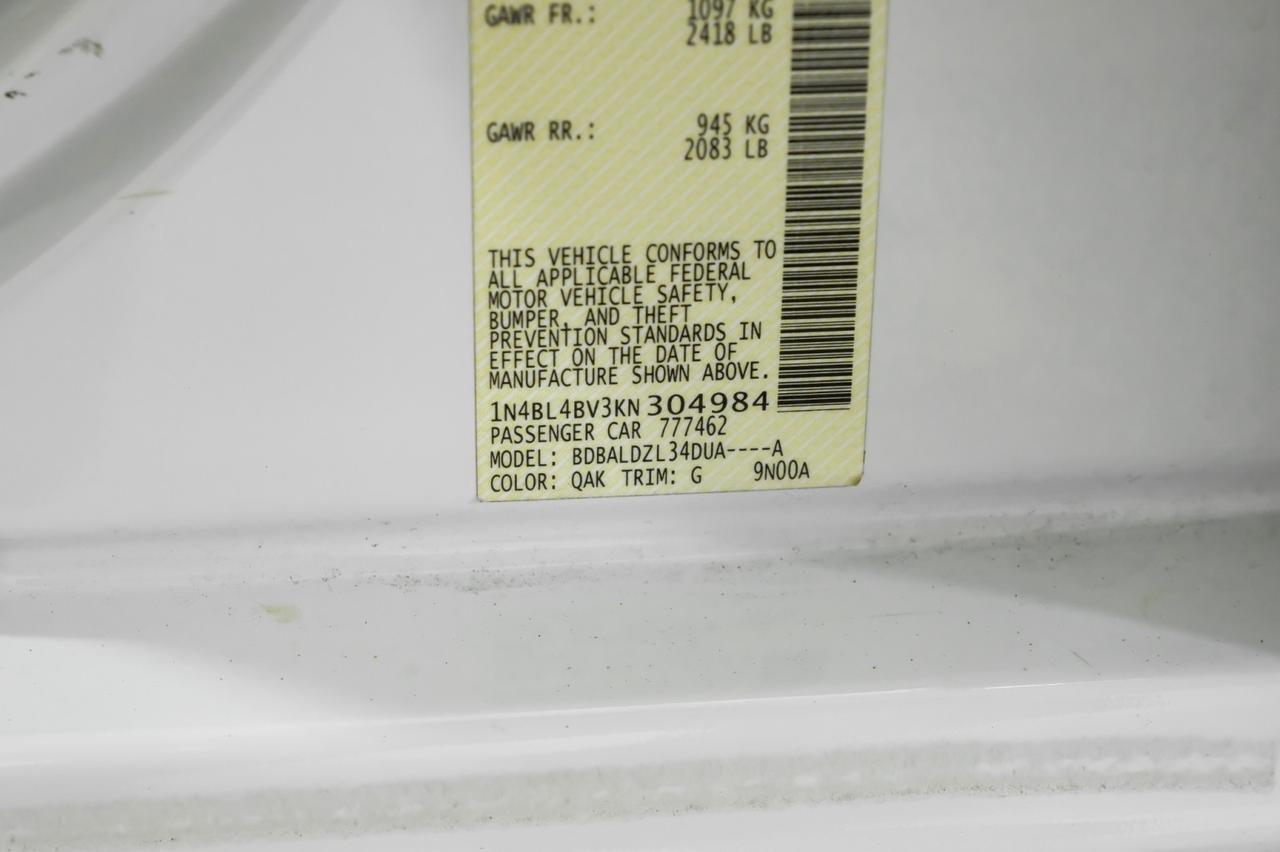 GAWR FR.: 1097 KG
2418 LB
GAWR RR.: 945 KG
2083 LB
THIS VEHICLE CONFORMS TO
ALL APPLICABLE FEDERAL
MOTOR VEHICLE SAFETY,
BUMPER, AND THEFT
PREVENTION STANDARDS IN
EFFECT ON THE DATE OF
MANUFACTURE SHOWN ABOVE.
1N4BL4BV3KN304984
PASSENGER CAR 777462
MODEL: BDBALDZL34DUA----A
COLOR: QAK TRIM: G 9N00A